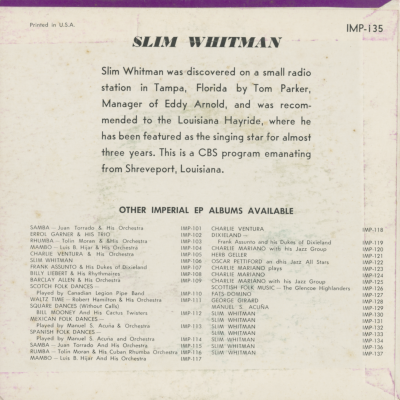 Printed in U.S.A.
IMP-135
SLIM WHITMAN
Slim Whitman was discovered on a small radio
station in Tampa, Florida by Tom Parker,
Manager of Eddy Arnold, and was recom-
mended to the Louisiana Hayride, where he
has been featured as the singing star for almost
three years. This is a CBS program emanating
from Shreveport, Louisiana.
OTHER IMPERIAL EP ALBUMS AVAILABLE
SAMBA—Juan Torrado & His Orchestra IMP-101
ERROL GARNER & HIS TRIO IMP-102
RHUMBA—Tolin Moran & &His Orchestra IMP-103
MAMBO—Luis B. Hijar & His Orchestra IMP-104
CHARLIE VENTURA & His Orchestra IMP-105
SLIM WHITMAN IMP-106
FRANK ASSUNTO & His Dukes of Dixieland IMP-107
BILLY LIEBERT & His Rhythmaires IMP-108
BARCLAY ALLEN & His Orchestra IMP-109
SCOTCH FOLK DANCES—
Played by Canadian Legion Pipe Band IMP-110
WALTZ TIME—Robert Hamilton & His Orchestra IMP-111
SQUARE DANCES (Without Calls)
BILL MOONEY And His Cactus Twisters IMP-112
MEXICAN FOLK DANCES—
Played by Manuel S. Acuña & Orchestra IMP-113
SPANISH FOLK DANCES—
Played by Manuel S. Acuña and Orchestra IMP-114
SAMBA—Juan Torrado And His Orchestra IMP-115
RUMBA—Tolin Moran & His Cuban Rhumba Orchestra IMP-116
MAMBO—Luis B. Hijar And His Orchestra IMP-117
CHARLIE VENTURA IMP-118
DIXIELAND—
Frank Assunto and his Dukes of Dixieland IMP-119
CHARLIE MARIANO with his Jazz Group IMP-120
HERB GELLER IMP-121
OSCAR PETTIFORD an dhis Jazz All Stars IMP-122
CHARLIE MARIANO plays IMP-123
CHARLIE MARIANO IMP-124
CHARLIE MARIANO with his Jazz Group IMP-125
SCOTTISH FOLK MUSIC—The Glencoe Highlanders IMP-126
FATS DOMINO IMP-127
GEORGE GIRARD IMP-128
MANUEL S. ACUÑA IMP-129
SLIM WHITMAN IMP-130
SLIM WHITMAN IMP-131
SLIM WHITMAN IMP-132
SLIM WHITMAN IMP-133
SLIM WHITMAN IMP-134
SLIM WHITMAN IMP-135
SLIM WHITMAN IMP-136
SLIM WHITMAN IMP-137